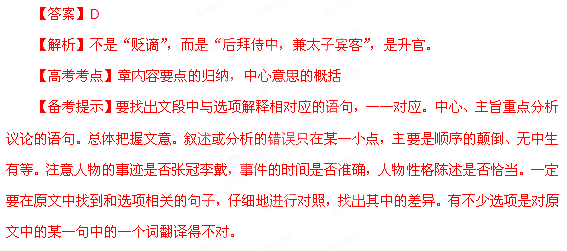 【答案】D
【解析】不是“贬谪”，而是“后拜侍中，兼太子宾客”，是升官。
【高考考点】章内容要点的归纳，中心意思的概括
【备考提示】要找出文段中与选项解释相对应的语句，一一对应。中心、主旨重点分析
议论的语句。总体把握文意。叙述或分析的错误只在某一小点，主要是顺序的颠倒、无中生
有等。注意人物的事迹是否张冠李戴，事件的时间是否准确，人物性格陈述是否恰当。一定
要在原文中找到和选项相关的句子，仔细地进行对照，找出其中的差异。有不少选项是对原
文中的某一句中的一个词翻译得不对。